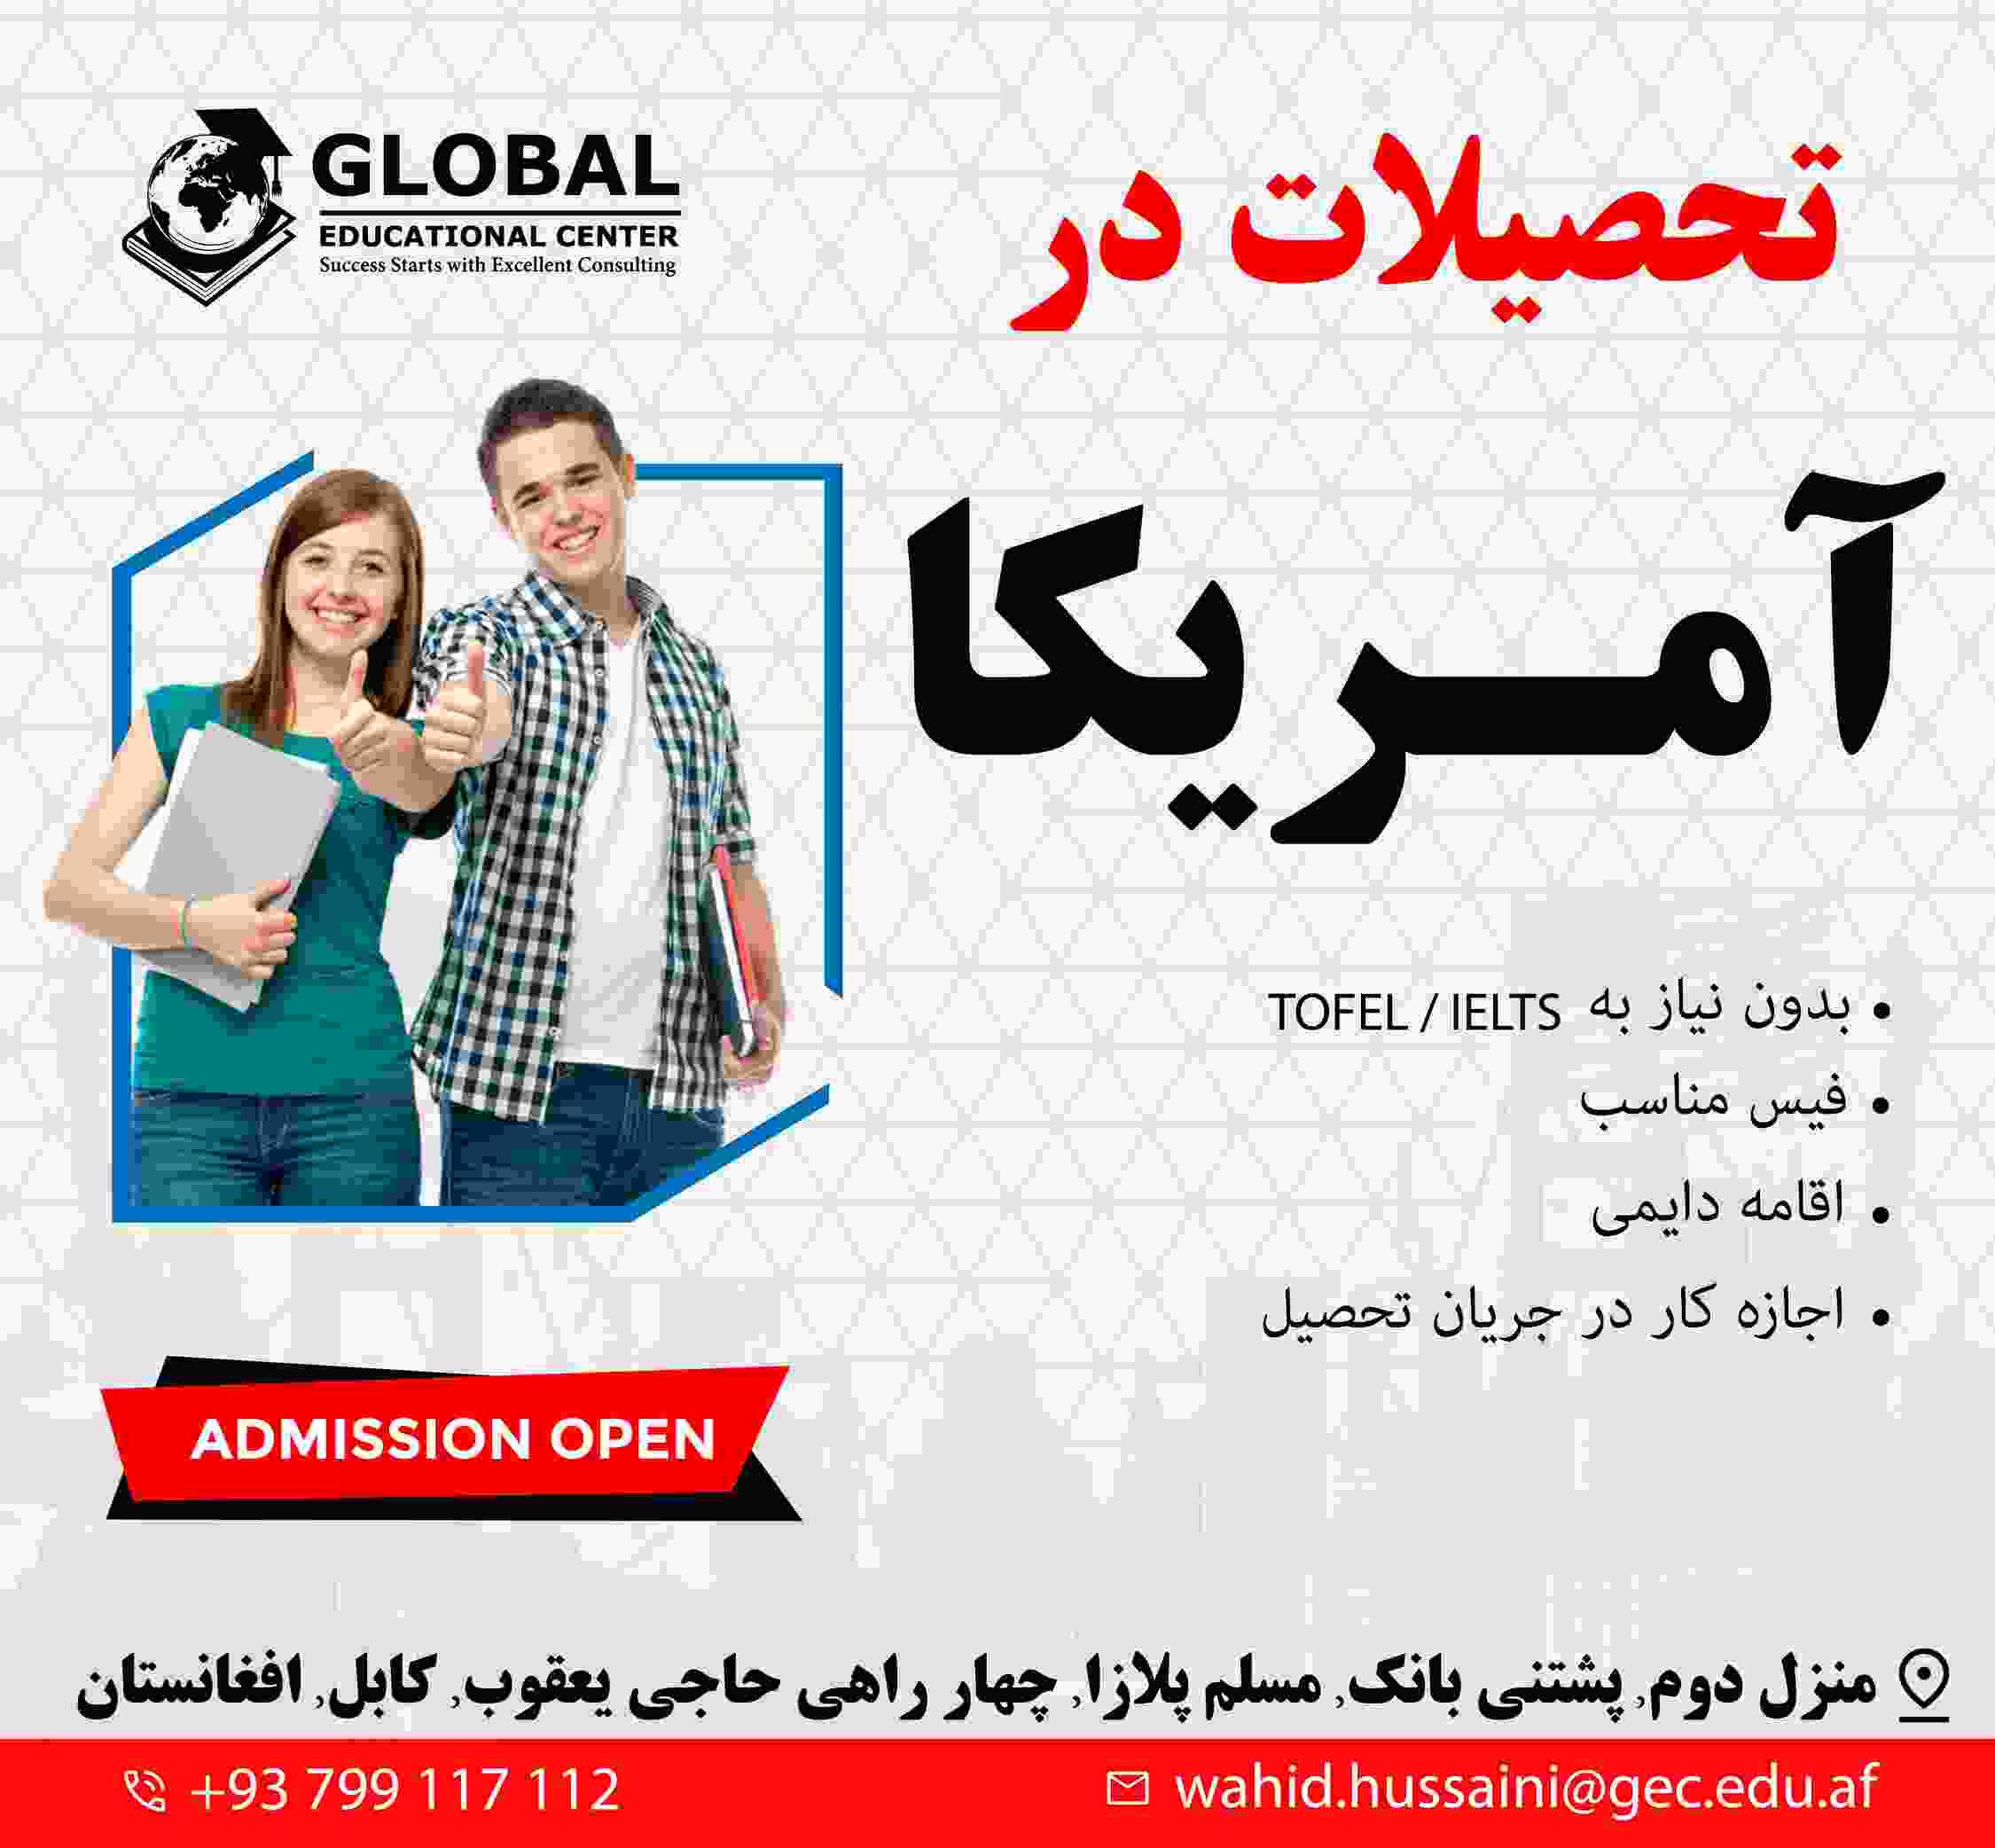 GLOBAL
EDUCATIONAL CENTER
Success Starts with Excellent Consulting
تحصیلات در
آمریکا
• بدون نیاز به TOFEL / IELTS
• فیس مناسب
• اقامه دایمی
• اجازه کار در جریان تحصیل
ADMISSION OPEN
منزل دوم, پشتنی بانک, مسلم پلازا, چهار راهی حاجی یعقوب, کابل, افغانستان
+93 799 117 112
wahid.hussaini@gec.edu.af